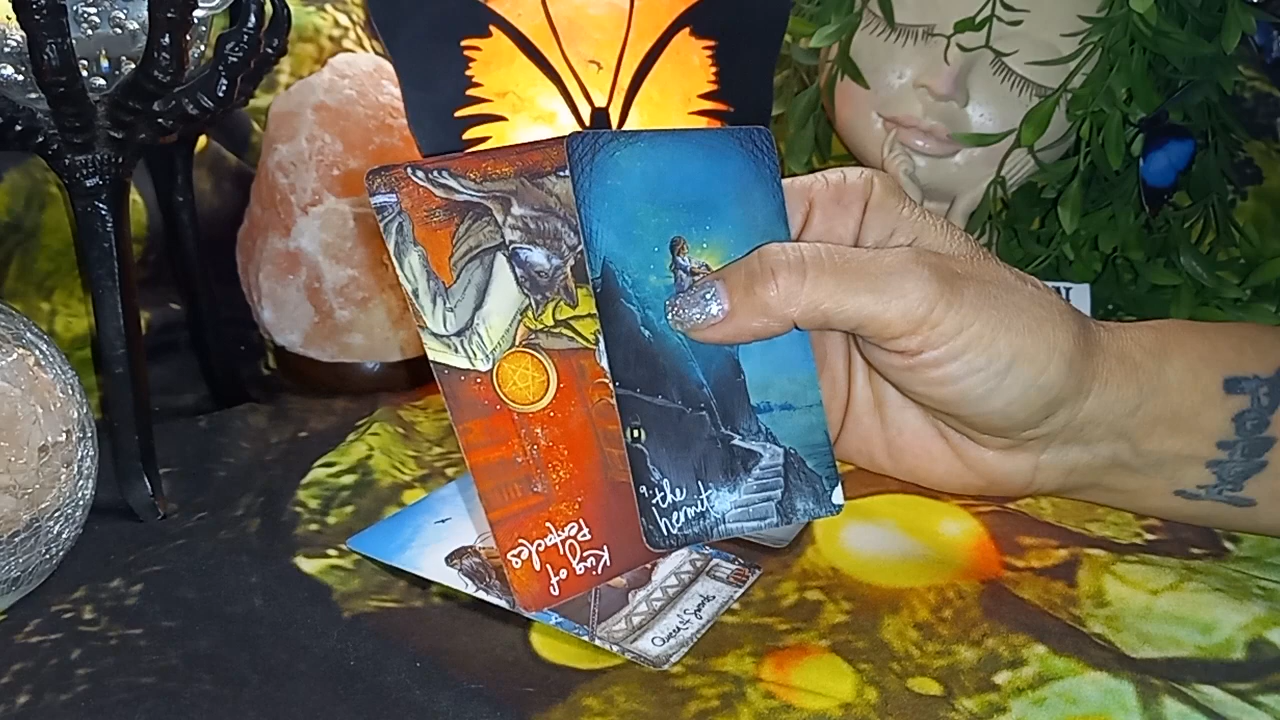 9. the
hermit
King of
Pentacles
Queen of Swords